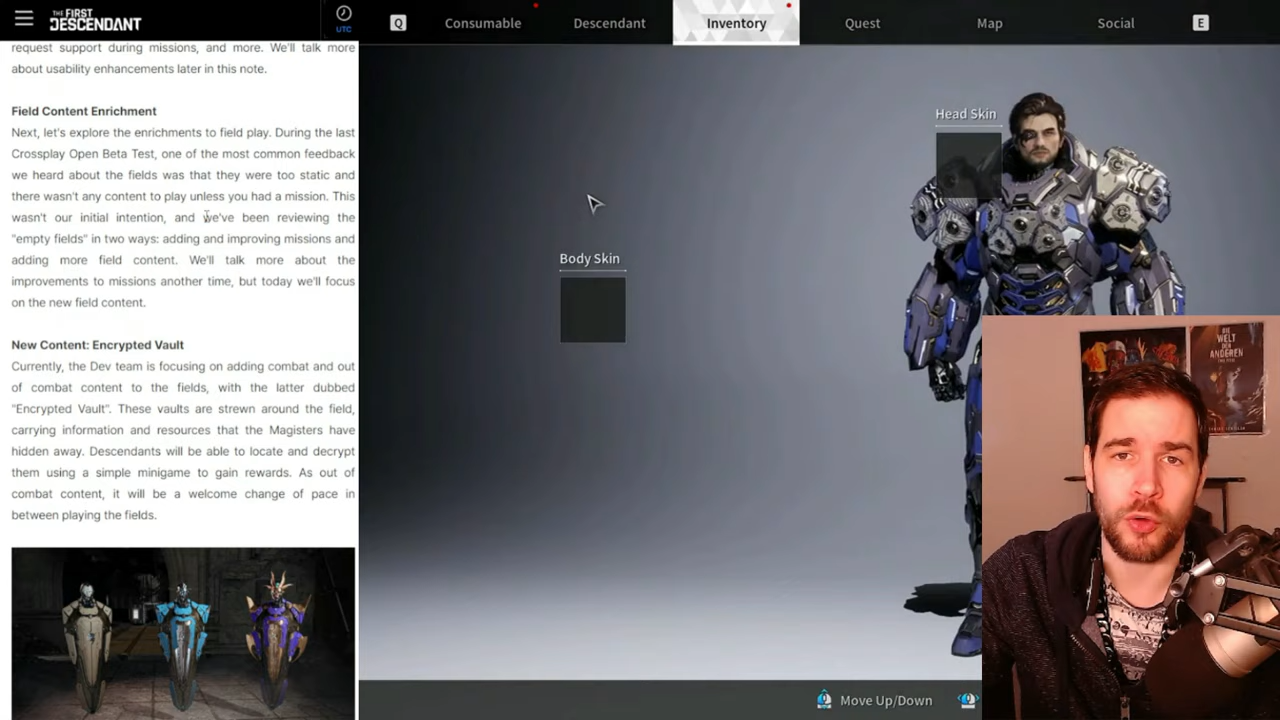 THE FIRST
DESCENDANT
UTC
Q
Consumable
Descendant
Inventory
Quest
Map
Social
E
request support during missions, and more. We'll talk more
about usability enhancements later in this note.
Field Content Enrichment
Next, let's explore the enrichments to field play. During the last
Crossplay Open Beta Test, one of the most common feedback
we heard about the fields was that they were too static and
there wasn't any content to play unless you had a mission. This
wasn't our initial intention, and we've been reviewing the
"empty fields" in two ways: adding and improving missions and
adding more field content. We'll talk more about the
improvements to missions another time, but today we'll focus
on the new field content.
New Content: Encrypted Vault
Currently, the Dev team is focusing on adding combat and out
of combat content to the fields, with the latter dubbed
"Encrypted Vault". These vaults are strewn around the field,
carrying information and resources that the Magisters have
hidden away. Descendants will be able to locate and decrypt
them using a simple minigame to gain rewards. As out of
combat content, it will be a welcome change of pace in
between playing the fields.
Head Skin
Body Skin
DIE
WELT
DER
ANDEREN
Move Up/Down